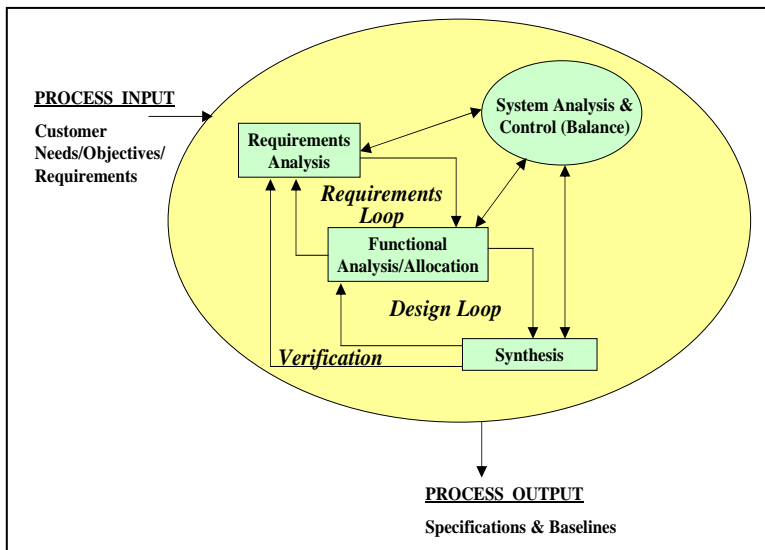 PROCESS INPUT
Customer
Needs/Objectives/
Requirements
System Analysis &
Control (Balance)
Requirements
Analysis
Requirements
Loop
Functional
Analysis/Allocation
Design Loop
Verification
Synthesis
PROCESS OUTPUT
Specifications & Baselines